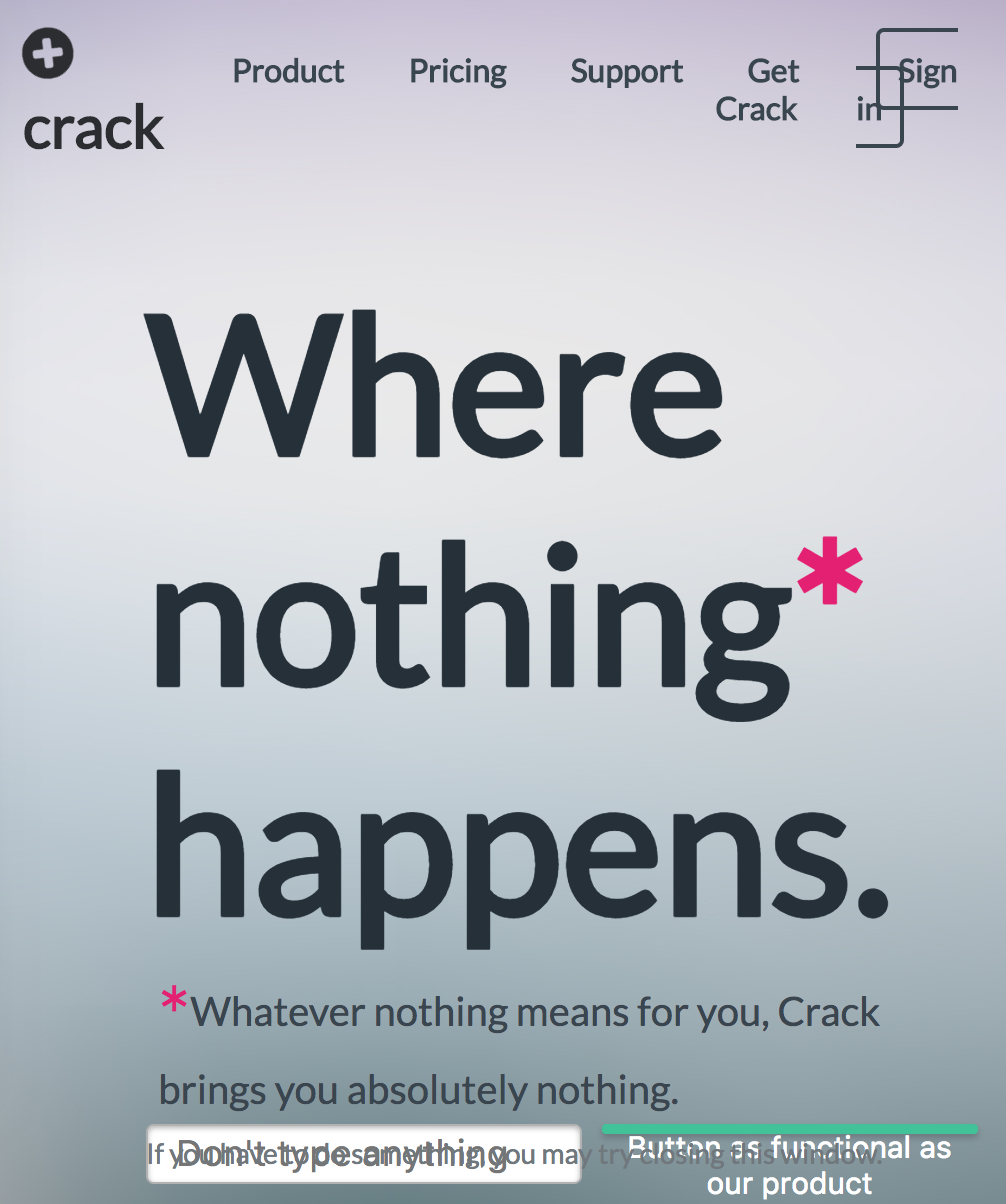 crack
Product Pricing Support Get Sign
Crack in
Where
nothing*
happens.
*Whatever nothing means for you, Crack
brings you absolutely nothing.
Don't type anything
If you have to do something, you may try closing this window.
Button as functional as
our product